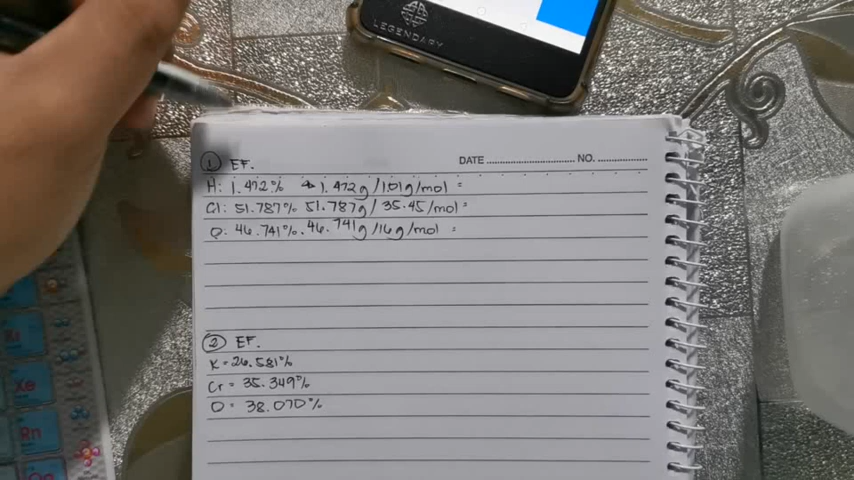 LEGENDARY
DATE ........................ NO. ...............
① EF.
H: 1.472% → 1.472g/1.01g/mol =
Cl: 51.787% 51.787g/35.45/mol =
O: 46.741%. 46.741g/16g/mol =
② EF.
K = 26.581%
Cr = 35.349%
O = 38.070%
Kr
Xe
Rn